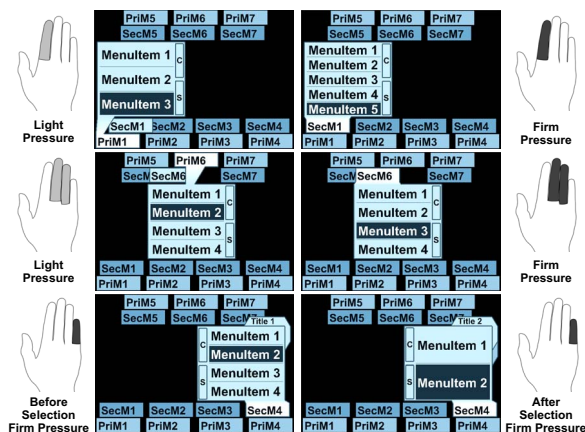 PriM5 PriM6 PriM7
SecM5 SecM6 SecM7
MenuItem 1
MenuItem 2
MenuItem 3
C
S
SecM1 SecM2 SecM3 SecM4
PriM1 PriM2 PriM3 PriM4
Light
Pressure
PriM5 PriM6 PriM7
SecM5 SecM6 SecM7
MenuItem 1
MenuItem 2
MenuItem 3
MenuItem 4
MenuItem 5
C
S
SecM1 SecM2 SecM3 SecM4
PriM1 PriM2 PriM3 PriM4
Firm
Pressure
PriM5 PriM6 PriM7
SecM6 SecM7
MenuItem 1
MenuItem 2
MenuItem 3
MenuItem 4
C
S
SecM1 SecM2 SecM3 SecM4
PriM1 PriM2 PriM3 PriM4
Light
Pressure
PriM5 PriM6 PriM7
SecM6 SecM7
MenuItem 1
MenuItem 2
MenuItem 3
MenuItem 4
C
S
SecM1 SecM2 SecM3 SecM4
PriM1 PriM2 PriM3 PriM4
Firm
Pressure
PriM5 PriM6 PriM7
SecM5 SecM6
Title 1
MenuItem 1
MenuItem 2
MenuItem 3
MenuItem 4
C
S
SecM1 SecM2 SecM3 SecM4
PriM1 PriM2 PriM3 PriM4
Before
Selection
Firm Pressure
PriM5 PriM6 PriM7
SecM5 SecM6
Title 2
MenuItem 1
MenuItem 2
C
S
SecM1 SecM2 SecM3 SecM4
PriM1 PriM2 PriM3 PriM4
After
Selection
Firm Pressure